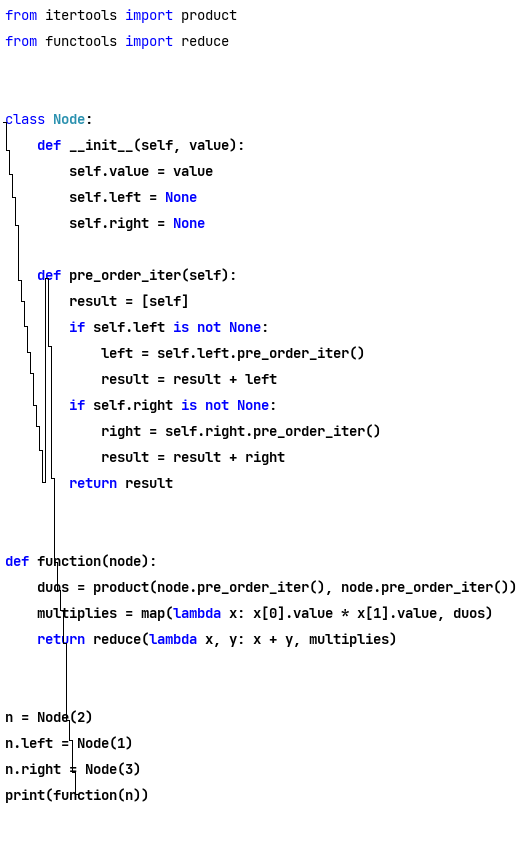 from itertools import product
from functools import reduce
class Node:
    def __init__(self, value):
        self.value = value
        self.left = None
        self.right = None
    def pre_order_iter(self):
        result = [self]
        if self.left is not None:
            left = self.left.pre_order_iter()
            result = result + left
        if self.right is not None:
            right = self.right.pre_order_iter()
            result = result + right
        return result
def function(node):
    duos = product(node.pre_order_iter(), node.pre_order_iter())
    multiplies = map(lambda x: x[0].value * x[1].value, duos)
    return reduce(lambda x, y: x + y, multiplies)
n = Node(2)
n.left = Node(1)
n.right = Node(3)
print(function(n))